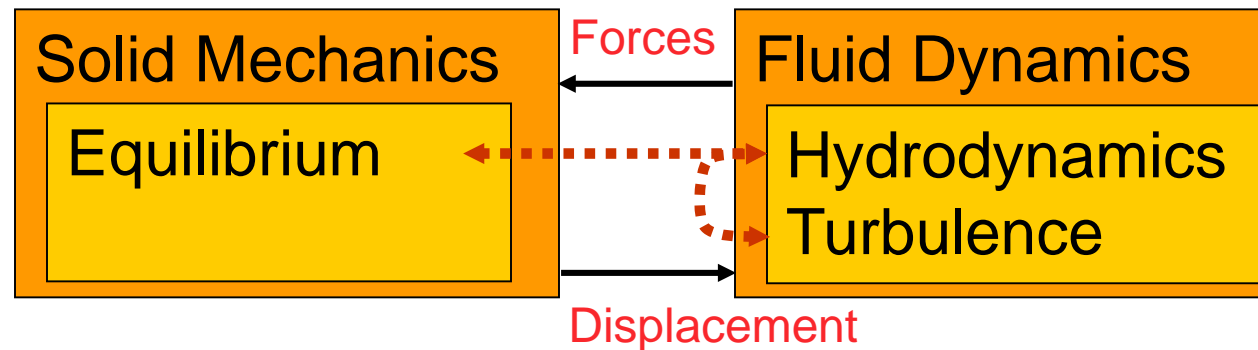 Solid Mechanics
Equilibrium
Forces
Displacement
Fluid Dynamics
Hydrodynamics
Turbulence